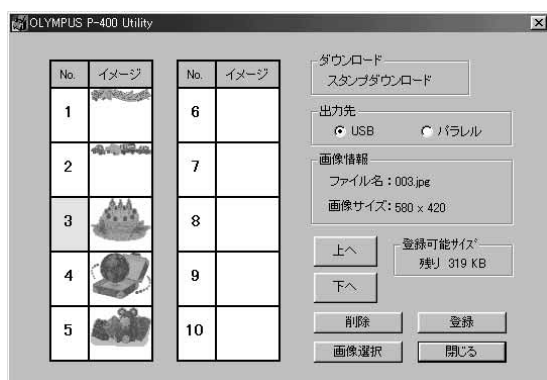 OLYMPUS P-400 Utility
No. イメージ No. イメージ
1 6
2 7
3 8
4 9
5 10
ダウンロード
スタンプダウンロード
出力先
USB パラレル
画像情報
ファイル名：003.jpg
画像サイズ：580 x 420
上へ
下へ
登録可能サイズ
残り 319 KB
削除 登録
画像選択 閉じる